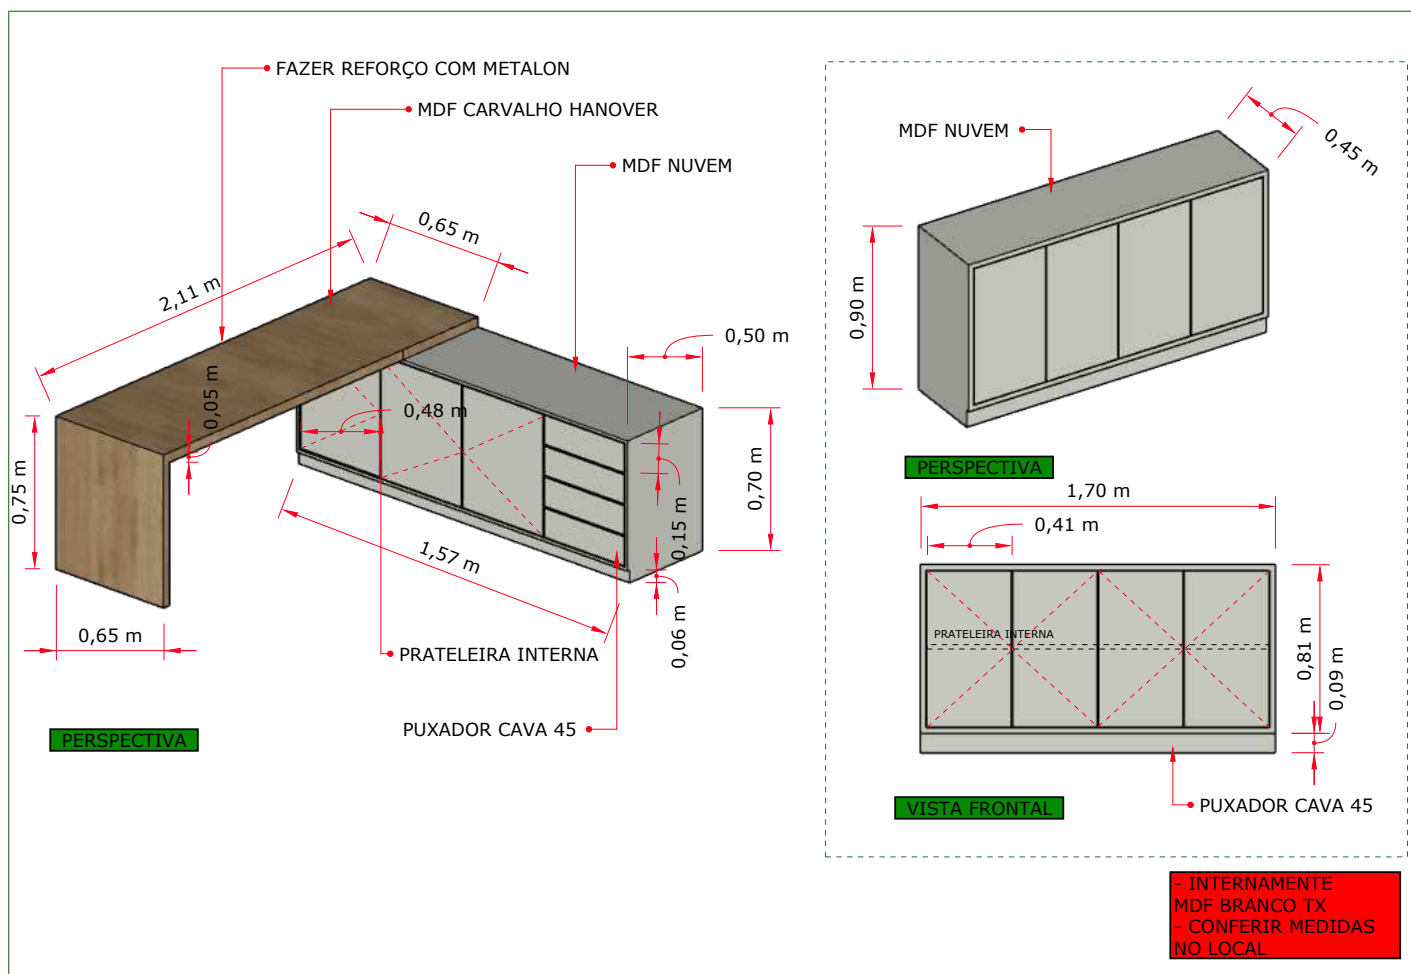 FAZER REFORÇO COM METALON
MDF CARVALHO HANOVER
MDF NUVEM
0,65 m
2,11 m
0,50 m
0,05 m
0,48 m
0,75 m
0,70 m
0,15 m
1,57 m
0,06 m
0,65 m
PRATELEIRA INTERNA
PUXADOR CAVA 45
PERSPECTIVA
MDF NUVEM
0,45 m
0,90 m
PERSPECTIVA
1,70 m
0,41 m
PRATELEIRA INTERNA
0,81 m
0,09 m
VISTA FRONTAL
PUXADOR CAVA 45
- INTERNAMENTE
MDF BRANCO TX
- CONFERIR MEDIDAS
NO LOCAL